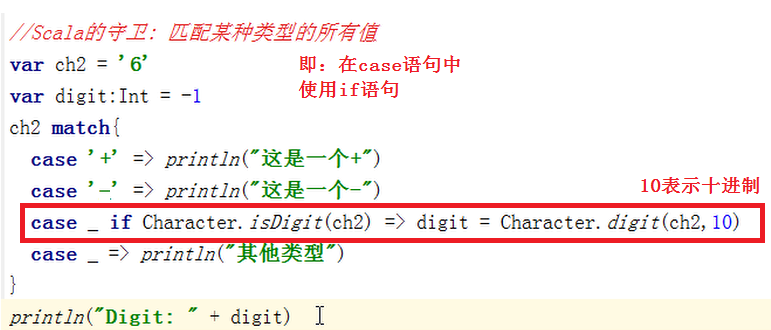 //Scala的守卫: 匹配某种类型的所有值
var ch2 = '6'
即: 在case语句中
使用if语句
var digit:Int = -1
ch2 match{
case '+' => println("这是一个+")
case '-' => println("这是一个-")
10表示十进制
case _ if Character.isDigit(ch2) => digit = Character.digit(ch2,10)
case _ => println("其他类型")
}
println("Digit: " + digit)